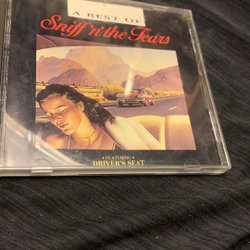 A BEST OF
Sniff 'n' the Tears
• FEATURING •
DRIVER'S SEAT